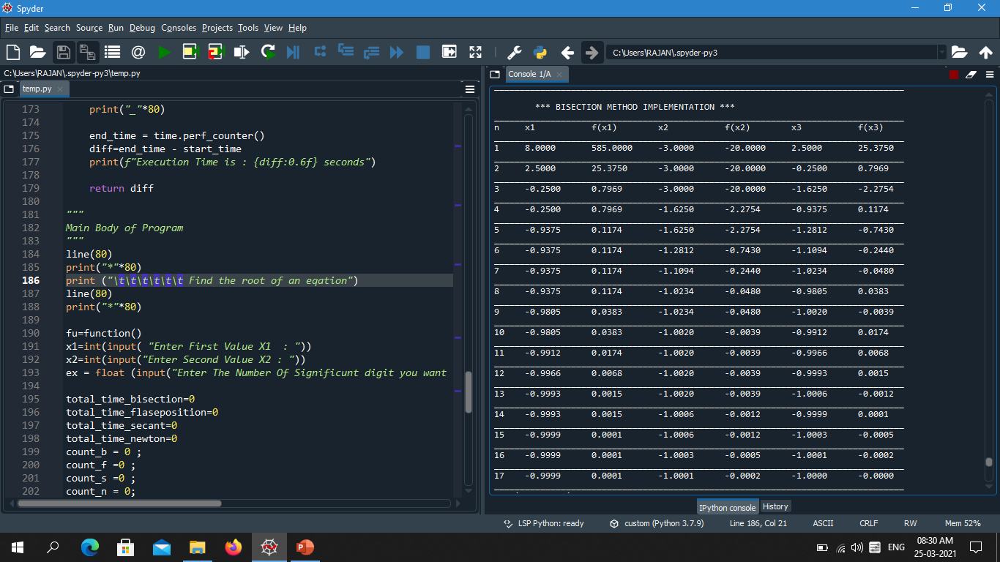 Spyder
File Edit Search Source Run Debug Consoles Projects Tools View Help
C:\Users\RAJAN\.spyder-py3
C:\Users\RAJAN\.spyder-py3\temp.py
temp.py
173 print("_"*80)
174
175 end_time = time.perf_counter()
176 diff=end_time - start_time
177 print(f"Execution Time is : {diff:0.6f} seconds")
178
179 return diff
180
181 """
182 Main Body of Program
183 """
184 line(80)
185 print("*"*80)
186 print ("\t\t\t\t\t\t Find the root of an eqation")
187 line(80)
188 print("*"*80)
189
190 fu=function()
191 x1=int(input( "Enter First Value X1  : "))
192 x2=int(input("Enter Second Value X2 : "))
193 ex = float (input("Enter The Number Of Significunt digit you want
194
195 total_time_bisection=0
196 total_time_flaseposition=0
197 total_time_secant=0
198 total_time_newton=0
199 count_b = 0 ;
200 count_f =0 ;
201 count_s =0 ;
202 count_n = 0;
Console 1/A
*** BISECTION METHOD IMPLEMENTATION ***
n x1 f(x1) x2 f(x2) x3 f(x3)
1 8.0000 585.0000 -3.0000 -20.0000 2.5000 25.3750
2 2.5000 25.3750 -3.0000 -20.0000 -0.2500 0.7969
3 -0.2500 0.7969 -3.0000 -20.0000 -1.6250 -2.2754
4 -0.2500 0.7969 -1.6250 -2.2754 -0.9375 0.1174
5 -0.9375 0.1174 -1.6250 -2.2754 -1.2812 -0.7430
6 -0.9375 0.1174 -1.2812 -0.7430 -1.1094 -0.2440
7 -0.9375 0.1174 -1.1094 -0.2440 -1.0234 -0.0480
8 -0.9375 0.1174 -1.0234 -0.0480 -0.9805 0.0383
9 -0.9805 0.0383 -1.0234 -0.0480 -1.0020 -0.0039
10 -0.9805 0.0383 -1.0020 -0.0039 -0.9912 0.0174
11 -0.9912 0.0174 -1.0020 -0.0039 -0.9966 0.0068
12 -0.9966 0.0068 -1.0020 -0.0039 -0.9993 0.0015
13 -0.9993 0.0015 -1.0020 -0.0039 -1.0006 -0.0012
14 -0.9993 0.0015 -1.0006 -0.0012 -0.9999 0.0001
15 -0.9999 0.0001 -1.0006 -0.0012 -1.0003 -0.0005
16 -0.9999 0.0001 -1.0003 -0.0005 -1.0001 -0.0002
17 -0.9999 0.0001 -1.0001 -0.0002 -1.0000 -0.0000
IPython console History
LSP Python: ready custom (Python 3.7.9) Line 186, Col 21 ASCII CRLF RW Mem 52%
ENG
08:30 AM
25-03-2021